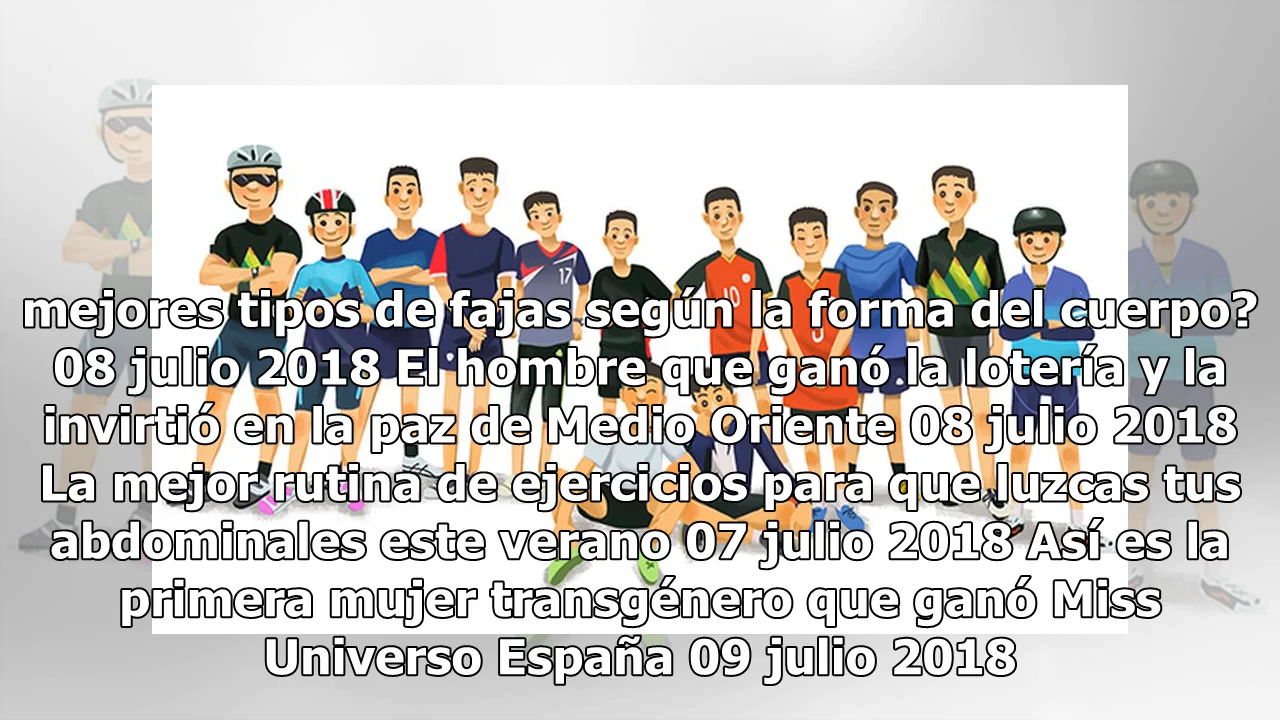 17
10
5
mejores tipos de fajas según la forma del cuerpo?
08 julio 2018 El hombre que ganó la lotería y la
invirtió en la paz de Medio Oriente 08 julio 2018
La mejor rutina de ejercicios para que luzcas tus
abdominales este verano 07 julio 2018 Así es la
primera mujer transgénero que ganó Miss
Universo España 09 julio 2018